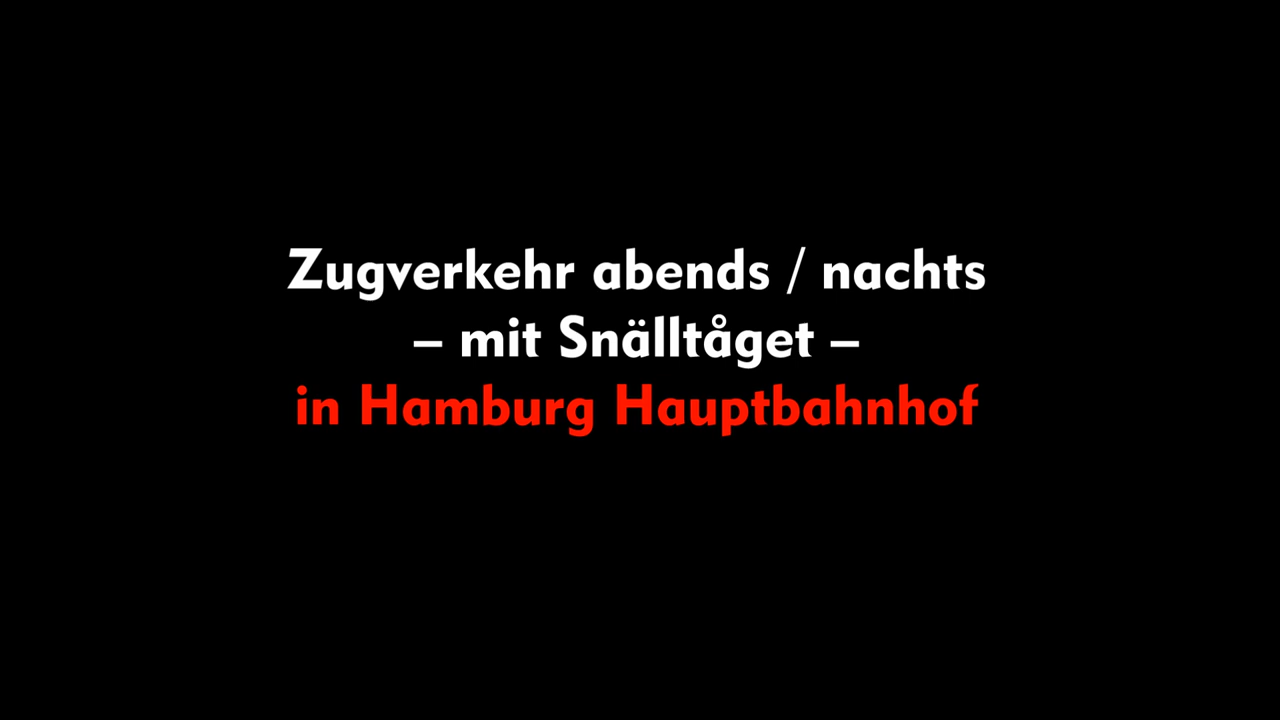 Zugverkehr abends / nachts
– mit Snälltåget –
in Hamburg Hauptbahnhof